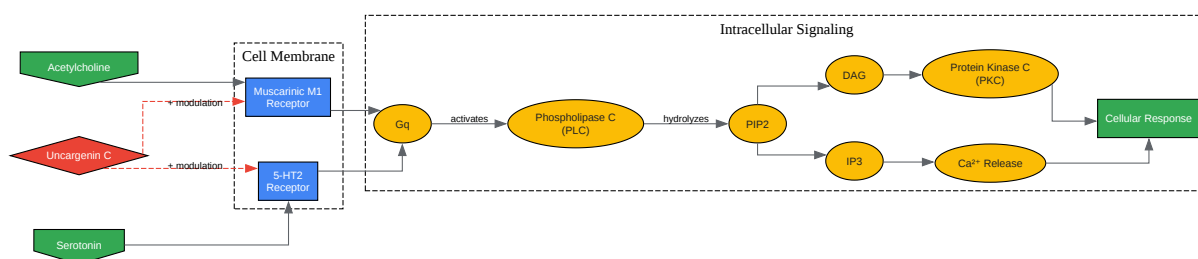 Intracellular Signaling
Cell Membrane
Acetylcholine
Muscarinic M1
Receptor
+ modulation
Uncargenin C
+ modulation
5-HT2
Receptor
Serotonin
Gq
activates
Phospholipase C
(PLC)
hydrolyzes
PIP2
DAG
Protein Kinase C
(PKC)
IP3
Ca²⁺ Release
Cellular Response